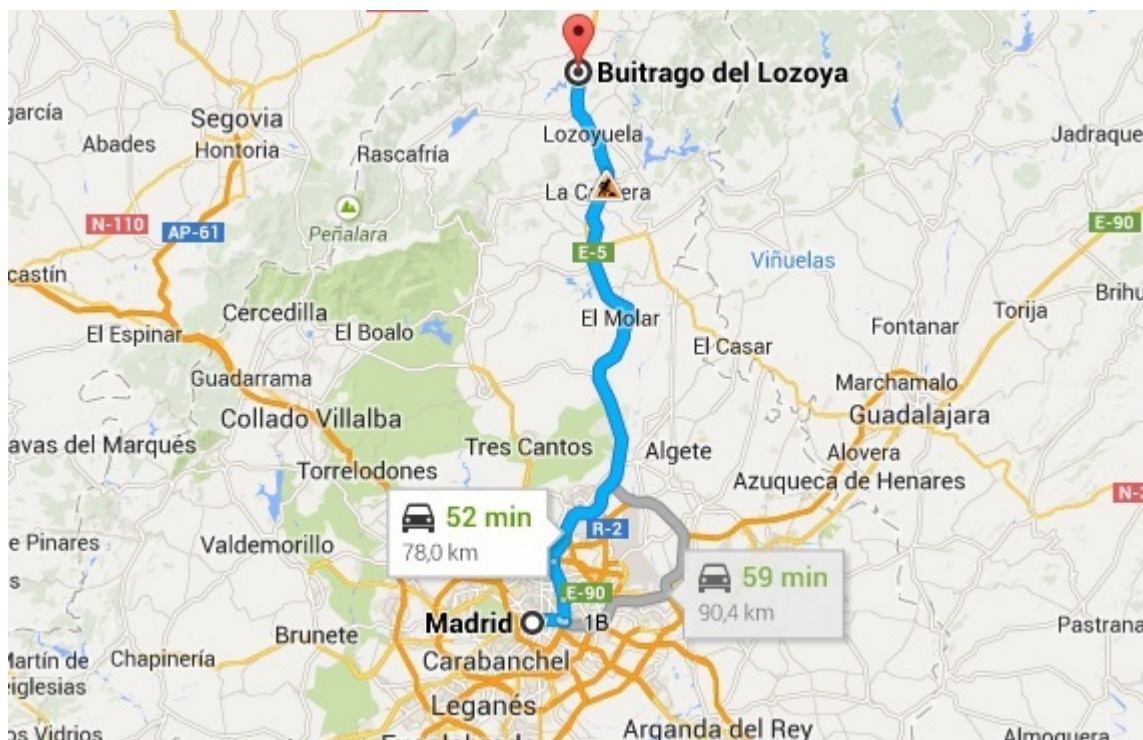 Buitrago del Lozoya
garcía
Segovia
Abades
Hontoria
Rascafría
Lozoyuela
Jadraque
La C era
N-110
AP-61
Peñalara
E-5
E-90
Viñuelas
castín
Cercedilla
El Boalo
El Molar
Torija
Brihu
El Espinar
Fontanar
El Casar
Guadarrama
Marchamalo
Collado Villalba
Guadalajara
avas del Marqués
Tres Cantos
Algete
Alovera
Torrelodones
Azuqueca de Henares
N-
52 min
78,0 km
R-2
e Pinares
Valdemorillo
59 min
90,4 km
s
E-90
Madrid
1B
Brunete
Pastrana
Martín de
eiglesias
Chapinería
Carabanchel
Leganés
os Vidrios
Arganda del Rey
Almoguera